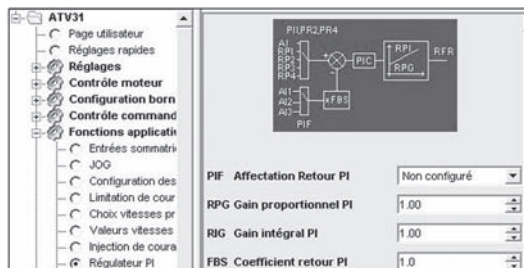 ATV31
Page utilisateur
Réglages rapides
Réglages
Contrôle moteur
Configuration born
Contrôle command
Fonctions applicativ
Entrées sommatri
JOG
Configuration des
Limitation de cour
Choix vitesses pr
Valeurs vitesses
Injection de coura
Régulateur PI
PII,PR2,PR4
AI
RPI
RP2
RP3
RP4
PIC
RPI
RPG
RFR
AI1
AI2
AI3
xFBS
PIF
PIF Affectation Retour PI Non configuré
RPG Gain proportionnel PI 1.00
RIG Gain intégral PI 1.00
FBS Coefficient retour PI 1.0